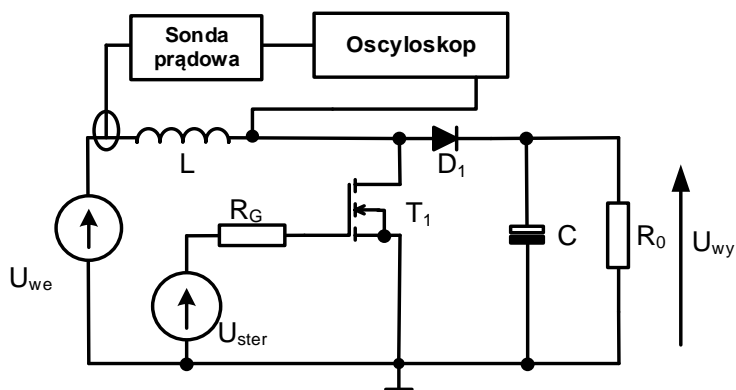 Sonda
prądowa
Oscyloskop
L
D1
RG
T1
C
R0
Uwy
Uwe
Uster